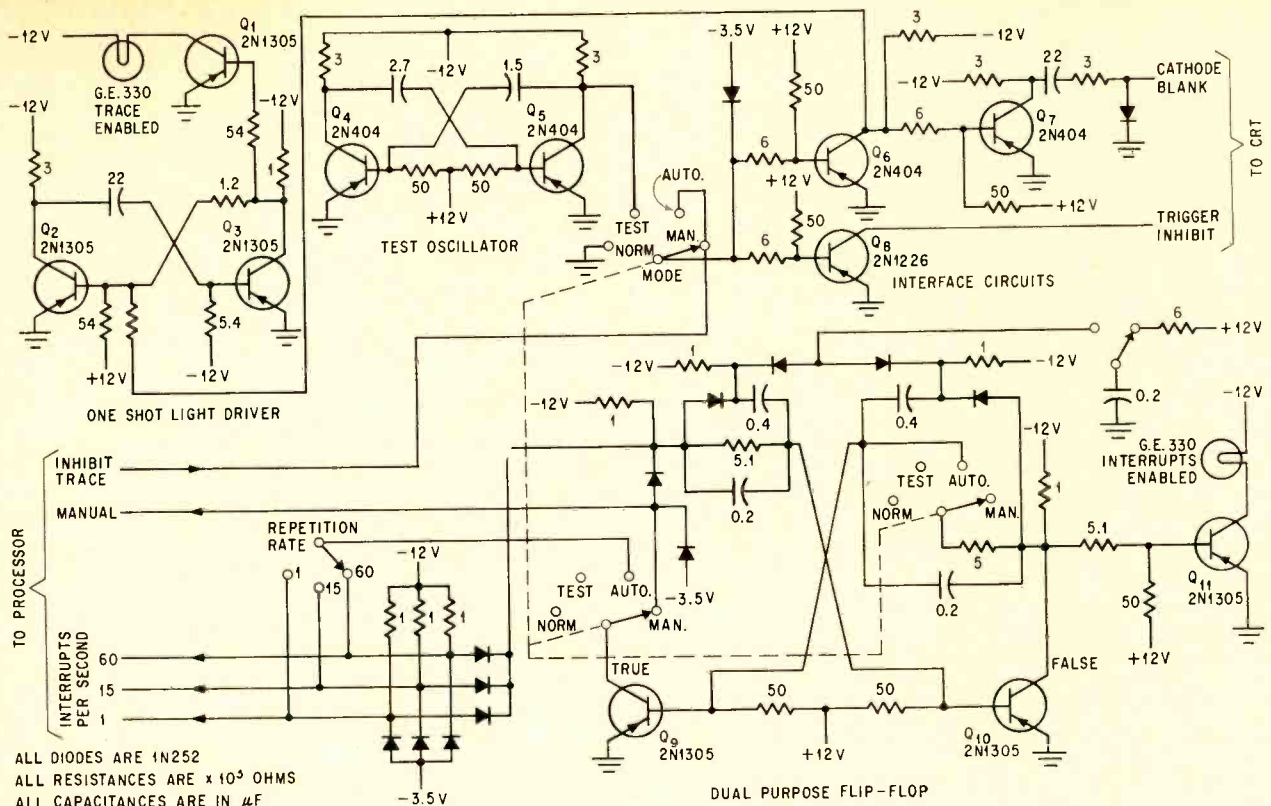 -12V
Q1
2N1305
G.E. 330
TRACE
ENABLED
-12V
3
54
-12V
1
22
1.2
Q2
2N1305
Q3
2N1305
54
5.4
+12V
-12V
ONE SHOT LIGHT DRIVER
3
2.7
-12V
1.5
3
Q4
2N404
Q5
2N404
50
50
+12V
TEST OSCILLATOR
AUTO.
TEST
NORM
MAN.
MODE
-3.5V
+12V
50
6
Q6
2N404
+12V
50
6
Q8
2N1226
INTERFACE CIRCUITS
3
-12V
3
-12V
22
3
6
Q7
2N404
50
+12V
CATHODE
BLANK
TRIGGER
INHIBIT
TO CRT
6
+12V
0.2
-12V
1
1
-12V
-12V
1
0.4
5.1
0.2
0.4
TEST
AUTO.
NORM
MAN.
5
0.2
-12V
1
5.1
50
+12V
-12V
G.E. 330
INTERRUPTS
ENABLED
Q11
2N1305
TO PROCESSOR
INHIBIT
TRACE
MANUAL
REPETITION
RATE
1
15
60
-12V
1
1
1
INTERRUPTS
PER SECOND
60
15
1
-3.5V
TEST
AUTO.
NORM
MAN.
-3.5V
TRUE
Q9
2N1305
50
50
+12V
FALSE
Q10
2N1305
DUAL PURPOSE FLIP-FLOP
ALL DIODES ARE 1N252
ALL RESISTANCES ARE x 10³ OHMS
ALL CAPACITANCES ARE IN µF